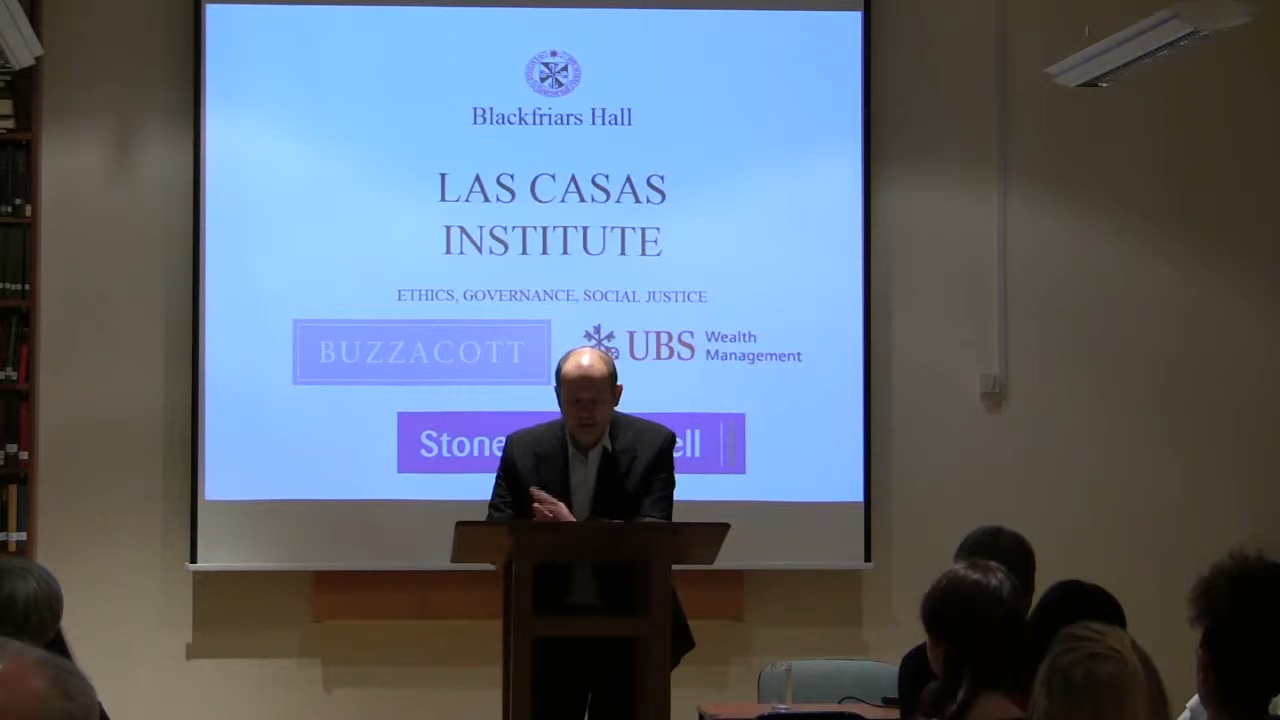 Blackfriars Hall
LAS CASAS
INSTITUTE
ETHICS, GOVERNANCE, SOCIAL JUSTICE
BUZZACOTT
UBS Wealth
Management
Stone ell